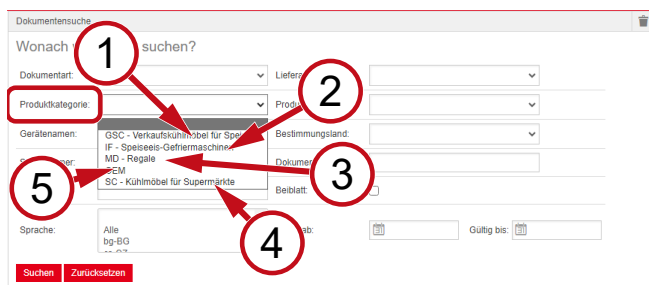 Dokumentensuche
Wonach suchen?
1
Dokumentart: Liefera
2
Produktkategorie: Produ
GSC - Verkaufskühlmöbel für Spei
Gerätenamen: Bestimmungsland:
IF - Speiseeis-Gefriermaschinen
MD - Regale
3
Dokume
OEM
5
SC - Kühlmöbel für Supermärkte
Beiblatt:
4
Sprache: Alle ab: Gültig bis:
bg-BG
Suchen Zurücksetzen